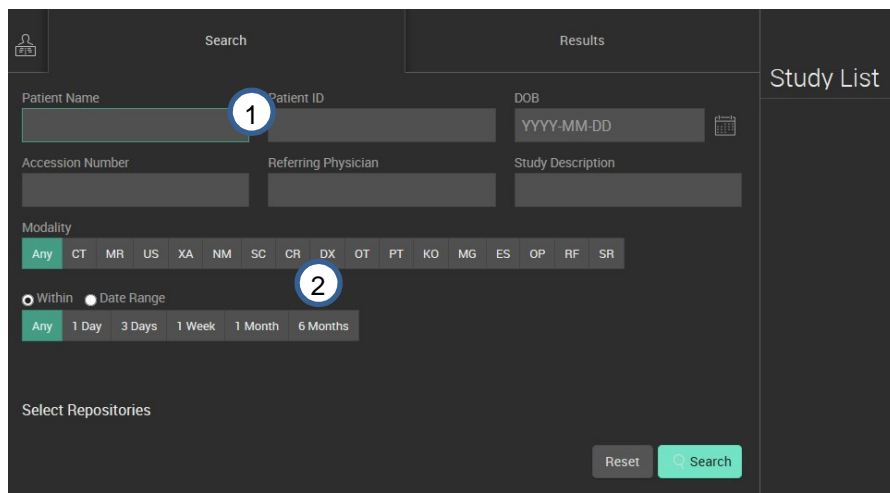 Search Results
Study List
Patient Name Patient ID DOB
1
YYYY-MM-DD
Accession Number Referring Physician Study Description
Modality
Any CT MR US XA NM SC CR DX OT PT KO MG ES OP RF SR
2
Within Date Range
Any 1 Day 3 Days 1 Week 1 Month 6 Months
Select Repositories
Reset Search